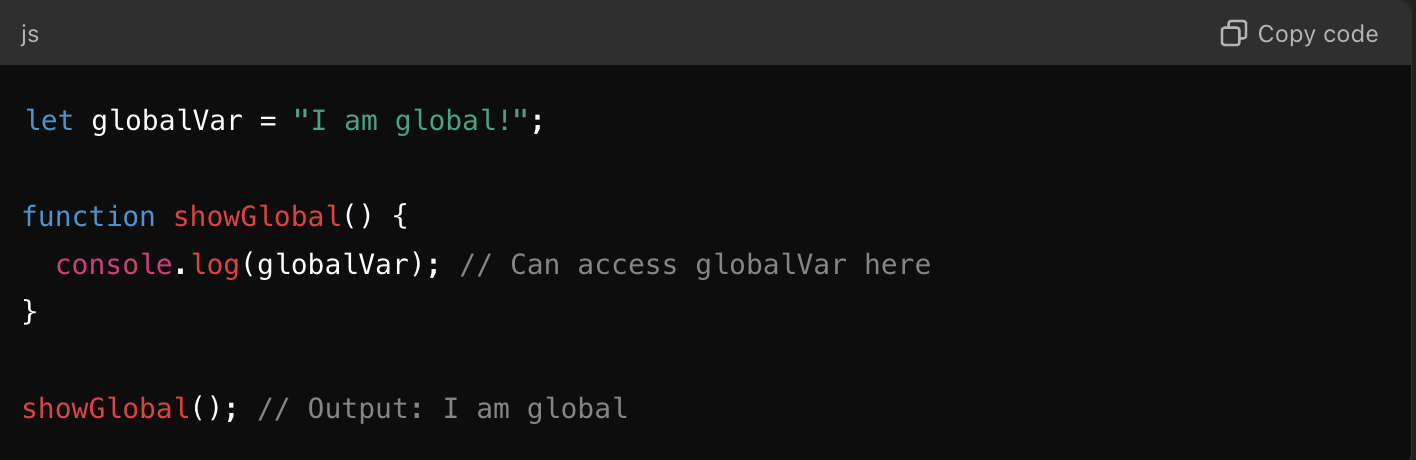 js
Copy code
let globalVar = "I am global!";
function showGlobal() {
  console.log(globalVar); // Can access globalVar here
}
showGlobal(); // Output: I am global